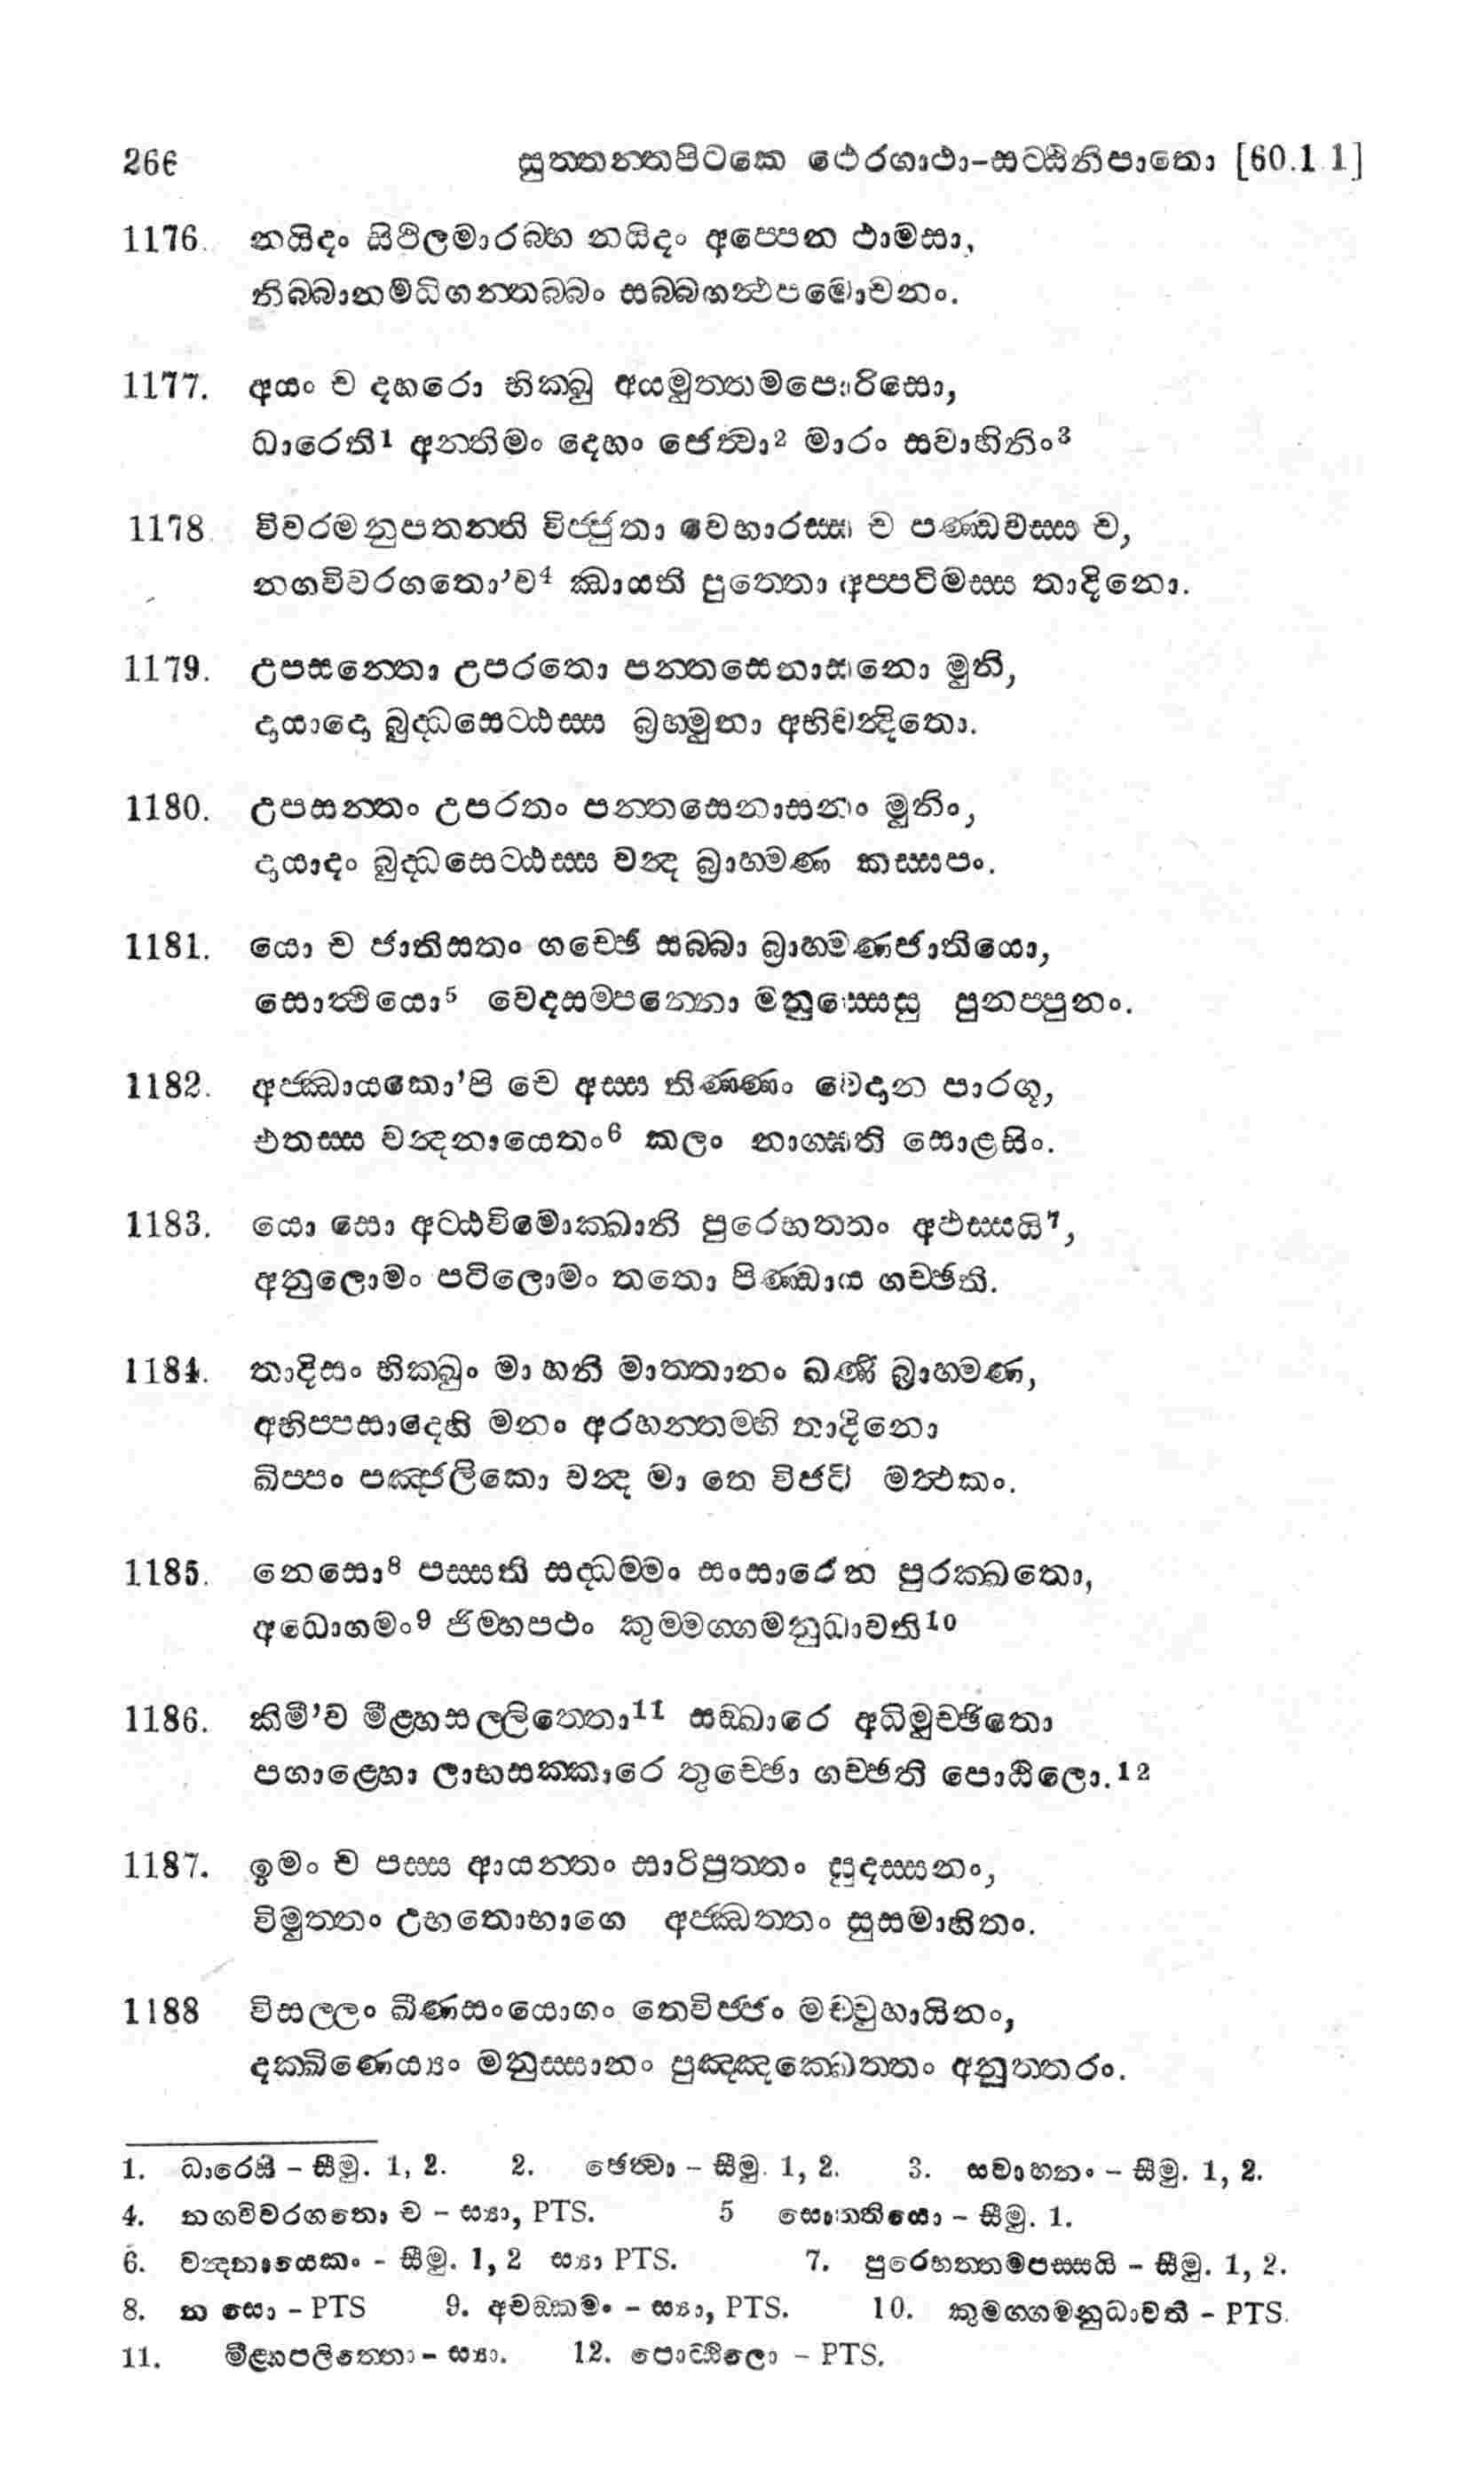 266 සුත්තන්තපිටකෙ ථෙරගාථා-සට්ඨිනිපාතො [60.1 1]
1176. නයිදං සිථිලමාරබ්භ නයිදං අප්පෙන ථාමසා,
නිබ්බානමධිගන්තබ්බං සබ්බගන්ථපමොචනං.
1177. අයං ච දහරො භික්ඛු අයමුත්තමපොරිසො,
ධාරෙති1 අන්තිමං දෙහං ජෙත්වා2 මාරං සවාහිනිං3
1178 විවරමනුපතන්ති විජ්ජුතා වෙභාරස්ස ච පණ්ඩවස්ස ච,
නගවිවරගතො’ව4 ඣායති පුත්තො අප්පටිමස්ස තාදිනො.
1179. උපසන්තො උපරතො පන්තසෙනාසනො මුනි,
දායාදො බුද්ධසෙට්ඨස්ස බ්‍රහ්මුනා අභිවන්දිතො.
1180. උපසන්තං උපරතං පන්තසෙනාසනං මුනිං,
දායාදං බුද්ධසෙට්ඨස්ස වන්ද බ්‍රාහ්මණ කස්සපං.
1181. යො ච ජාතිසතං ගච්ඡෙ සබ්බා බ්‍රාහ්මණජාතියො,
සොත්ථියො5 වෙදසම්පන්නො මනුස්සෙසු පුනප්පුනං.
1182. අජ්ඣායකො’පි චෙ අස්ස තිණ්ණං වෙදාන පාරගූ,
එතස්ස වන්දනායෙතං6 කලං නාග්ඝති සොළසිං.
1183. යො සො අට්ඨවිමොක්ඛානි පුරෙභත්තං අඵස්සයි7,
අනුලොමං පටිලොමං තතො පිණ්ඩාය ගච්ඡති.
1184. තාදිසං භික්ඛුං මා හනි මාත්තානං ඛණි බ්‍රාහ්මණ,
අභිප්පසාදෙහි මනං අරහන්තම්හි තාදිනො
ඛිප්පං පඤ්ජලිකො වන්ද මා තෙ විජටි මත්ථකං.
1185. නෙසො8 පස්සති සද්ධම්මං සංසාරෙන පුරක්ඛතො,
අධොගමං9 ජිම්හපථං කුම්මග්ගමනුධාවති10
1186. කිමී’ව මීළ්හසල්ලිත්තො11 සඞ්ඛාරෙ අධිමුච්ඡිතො
පගාළ්හො ලාභසක්කාරෙ තුච්ඡො ගච්ඡති පොඨිලො.12
1187. ඉමං ච පස්ස ආයන්තං සාරිපුත්තං සුදස්සනං,
විමුත්තං උභතොභාගෙ අජ්ඣත්තං සුසමාහිතං.
1188 විසල්ලං ඛීණසංයොගං තෙවිජ්ජං මච්චුහායිනං,
දක්ඛිණෙය්‍යං මනුස්සානං පුඤ්ඤක්ඛෙත්තං අනුත්තරං.
1. ධාරෙසි – සීමු. 1, 2. 2. ඡෙත්වා – සීමු. 1, 2. 3. සවාහනං – සීමු. 1, 2.
4. නගවිවරගතො ච – ස්‍යා, PTS. 5 සොත්තියො – සීමු. 1.
6. වන්දනායෙකං - සීමු. 1, 2 ස්‍යා PTS. 7. පුරෙභත්තමපස්සයි – සීමු. 1, 2.
8. න සො – PTS 9. අචඞ්කමං – ස්‍යා, PTS. 10. කුමග්ගමනුධාවති – PTS.
11. මීළ්හපලිත්තො – ස්‍යා. 12. පොට්ඨිලො – PTS.